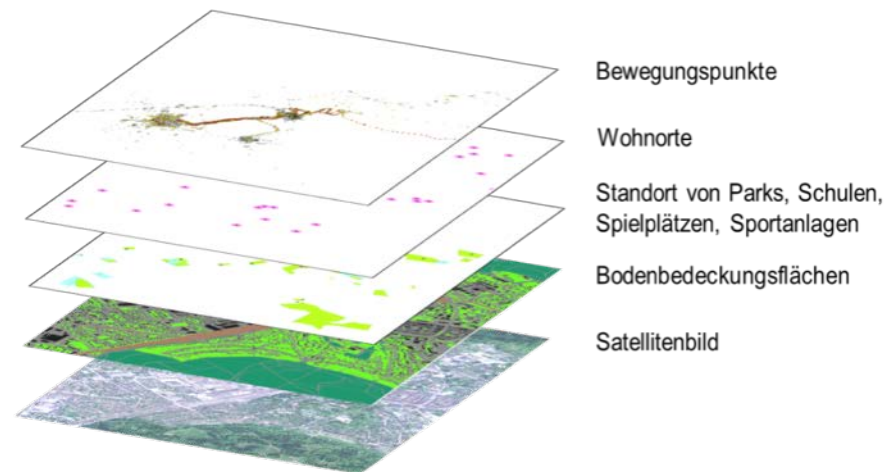 Bewegungspunkte
Wohnorte
Standort von Parks, Schulen,
Spielplätzen, Sportanlagen
Bodenbedeckungsflächen
Satellitenbild